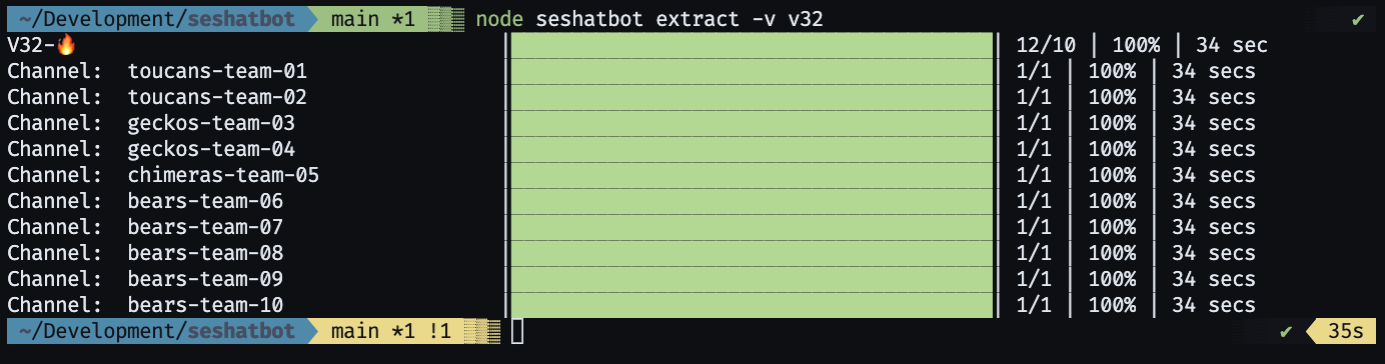 ~/Development/seshatbot main *1 node seshatbot extract -v v32 ✔
V32-🔥 | | 12/10 | 100% | 34 sec
Channel: toucans-team-01 | | 1/1 | 100% | 34 secs
Channel: toucans-team-02 | | 1/1 | 100% | 34 secs
Channel: geckos-team-03 | | 1/1 | 100% | 34 secs
Channel: geckos-team-04 | | 1/1 | 100% | 34 secs
Channel: chimeras-team-05 | | 1/1 | 100% | 34 secs
Channel: bears-team-06 | | 1/1 | 100% | 34 secs
Channel: bears-team-07 | | 1/1 | 100% | 34 secs
Channel: bears-team-08 | | 1/1 | 100% | 34 secs
Channel: bears-team-09 | | 1/1 | 100% | 34 secs
Channel: bears-team-10 | | 1/1 | 100% | 34 secs
~/Development/seshatbot main *1 !1 ✔ 35s